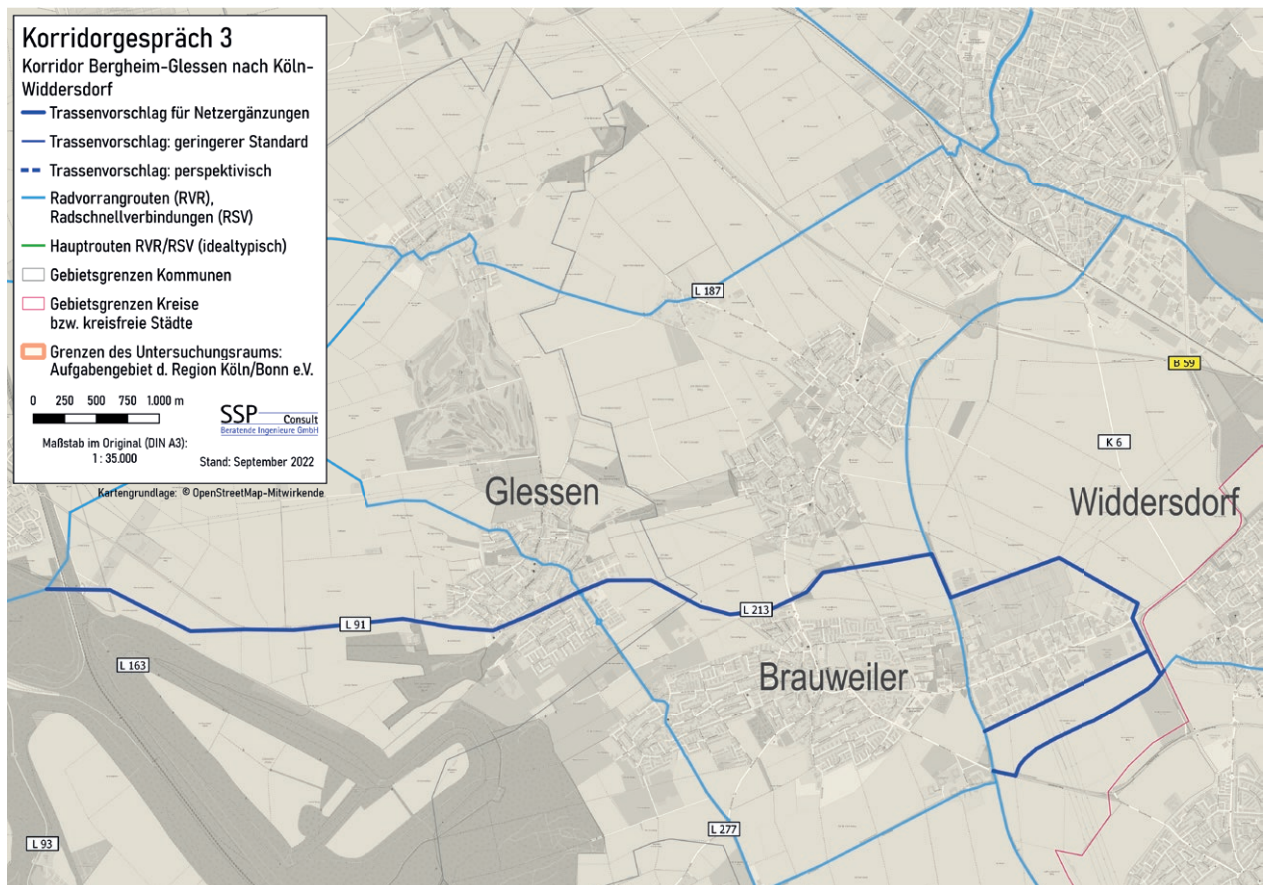 Korridorgespräch 3
Korridor Bergheim-Glessen nach Köln-
Widdersdorf
Trassenvorschlag für Netzergänzungen
Trassenvorschlag: geringerer Standard
Trassenvorschlag: perspektivisch
Radvorrangrouten (RVR),
Radschnellverbindungen (RSV)
Hauptrouten RVR/RSV (idealtypisch)
Gebietsgrenzen Kommunen
Gebietsgrenzen Kreise
bzw. kreisfreie Städte
Grenzen des Untersuchungsraums:
Aufgabengebiet d. Region Köln/Bonn e.V.
0 250 500 750 1.000 m
SSP Consult
Beratende Ingenieure GmbH
Maßstab im Original (DIN A3):
1 : 35.000
Stand: September 2022
Kartengrundlage: © OpenStreetMap-Mitwirkende
L 187
B 59
K 6
Glessen
Widdersdorf
L 213
L 91
L 163
Brauweiler
L 277
L 93